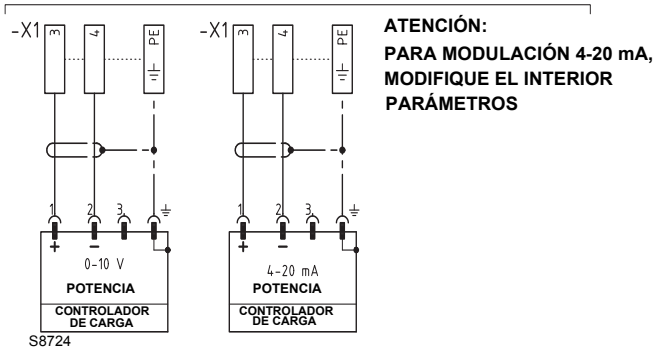 -X1 3 4 PE
-X1 3 4 PE
ATENCIÓN:
PARA MODULACIÓN 4-20 mA,
MODIFIQUE EL INTERIOR
PARÁMETROS
1 2 3.
+ −
0-10 V
POTENCIA
CONTROLADOR
DE CARGA
1 2 3.
+ −
4-20 mA
POTENCIA
CONTROLADOR
DE CARGA
S8724